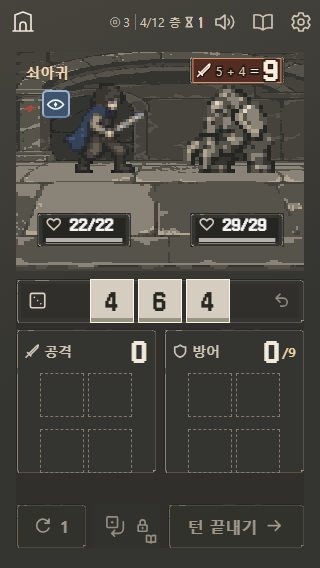 3 4/12 층 1
쇠아귀
5 + 4 = 9
22/22
29/29
4 6 4
공격 0
방어 0/9
1
턴 끝내기 →